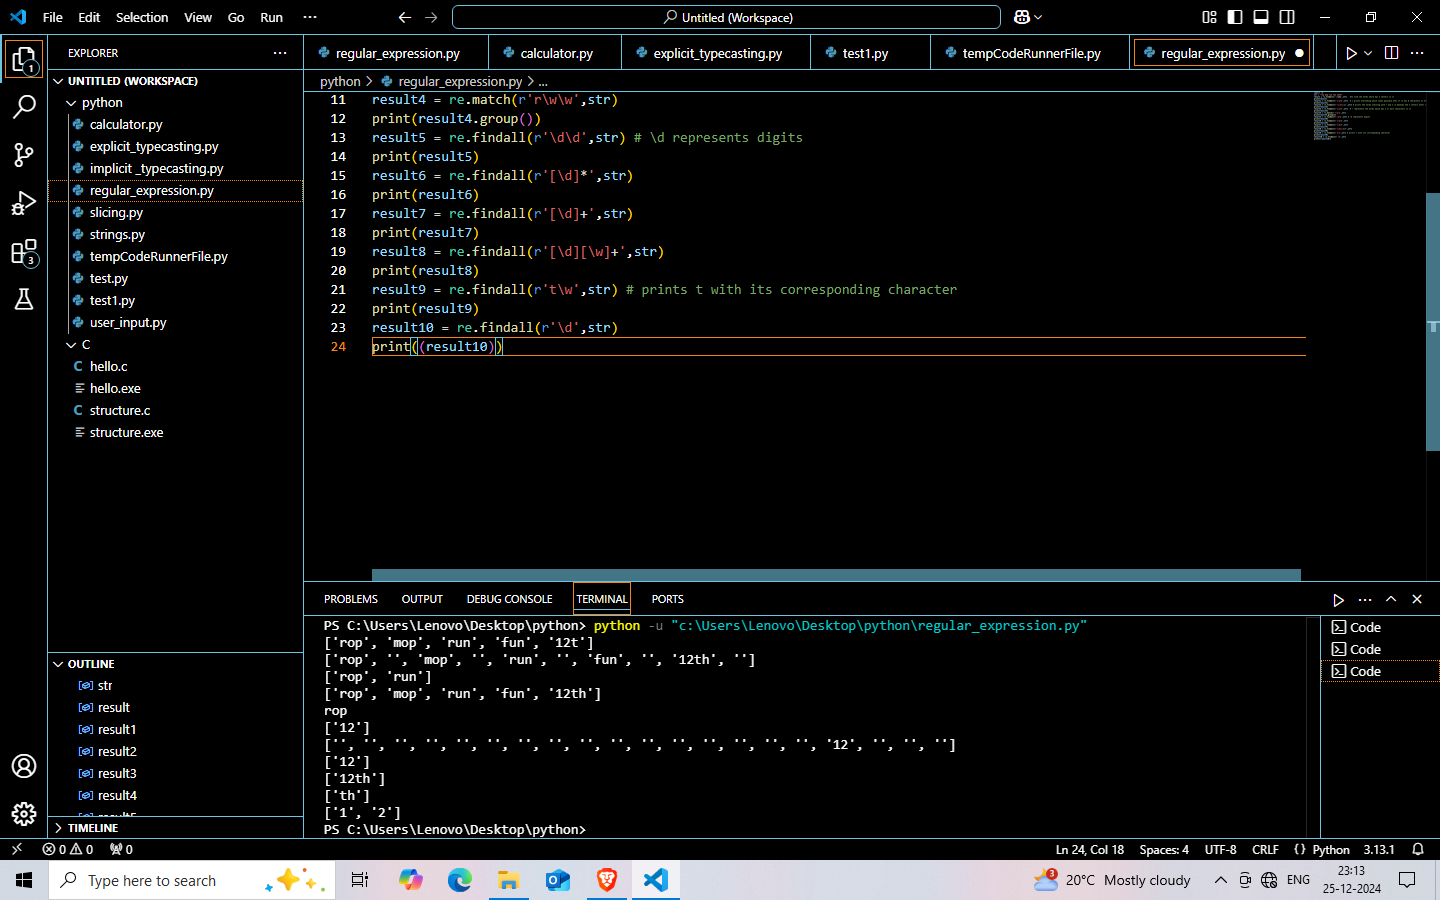 File Edit Selection View Go Run ··· Untitled (Workspace)
EXPLORER ···
UNTITLED (WORKSPACE)
python
calculator.py
explicit_typecasting.py
implicit _typecasting.py
regular_expression.py
slicing.py
strings.py
tempCodeRunnerFile.py
test.py
test1.py
user_input.py
C
C hello.c
hello.exe
C structure.c
structure.exe
OUTLINE
str
result
result1
result2
result3
result4
TIMELINE
1
3
regular_expression.py calculator.py explicit_typecasting.py test1.py tempCodeRunnerFile.py regular_expression.py
python > regular_expression.py > ...
11 result4 = re.match(r'r\w\w',str)
12 print(result4.group())
13 result5 = re.findall(r'\d\d',str) # \d represents digits
14 print(result5)
15 result6 = re.findall(r'[\d]*',str)
16 print(result6)
17 result7 = re.findall(r'[\d]+',str)
18 print(result7)
19 result8 = re.findall(r'[\d][\w]+',str)
20 print(result8)
21 result9 = re.findall(r't\w',str) # prints t with its corresponding character
22 print(result9)
23 result10 = re.findall(r'\d',str)
24 print((result10))
PROBLEMS OUTPUT DEBUG CONSOLE TERMINAL PORTS
PS C:\Users\Lenovo\Desktop\python> python -u "c:\Users\Lenovo\Desktop\python\regular_expression.py"
['rop', 'mop', 'run', 'fun', '12t']
['rop', '', 'mop', '', 'run', '', 'fun', '', '12th', '']
['rop', 'run']
['rop', 'mop', 'run', 'fun', '12th']
rop
['12']
['', '', '', '', '', '', '', '', '', '', '', '', '', '', '', '', '12', '', '', '']
['12']
['12th']
['th']
['1', '2']
PS C:\Users\Lenovo\Desktop\python>
Code
Code
Code
0 0 0 Ln 24, Col 18 Spaces: 4 UTF-8 CRLF {} Python 3.13.1
Type here to search 3 20°C Mostly cloudy ENG 23:13
25-12-2024